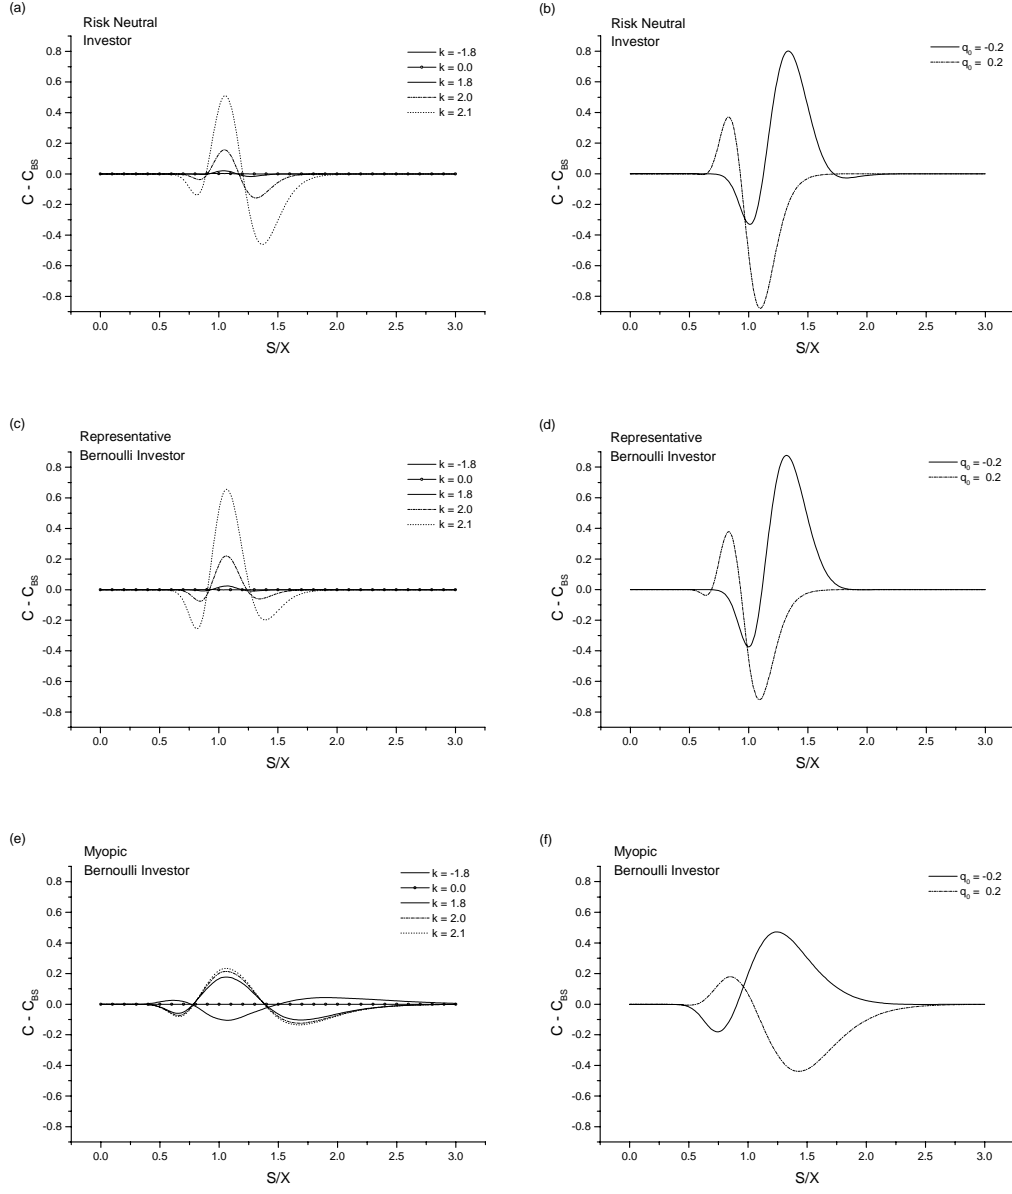 (a)
Risk Neutral
Investor
k = -1.8
k = 0.0
k = 1.8
k = 2.0
k = 2.1
0.8
0.6
0.4
0.2
0.0
-0.2
-0.4
-0.6
-0.8
C - C_BS
0.0 0.5 1.0 1.5 2.0 2.5 3.0
S/X
(b)
Risk Neutral
Investor
q_0 = -0.2
q_0 = 0.2
0.8
0.6
0.4
0.2
0.0
-0.2
-0.4
-0.6
-0.8
C - C_BS
0.0 0.5 1.0 1.5 2.0 2.5 3.0
S/X
(c)
Representative
Bernoulli Investor
k = -1.8
k = 0.0
k = 1.8
k = 2.0
k = 2.1
0.8
0.6
0.4
0.2
0.0
-0.2
-0.4
-0.6
-0.8
C - C_BS
0.0 0.5 1.0 1.5 2.0 2.5 3.0
S/X
(d)
Representative
Bernoulli Investor
q_0 = -0.2
q_0 = 0.2
0.8
0.6
0.4
0.2
0.0
-0.2
-0.4
-0.6
-0.8
C - C_BS
0.0 0.5 1.0 1.5 2.0 2.5 3.0
S/X
(e)
Myopic
Bernoulli Investor
k = -1.8
k = 0.0
k = 1.8
k = 2.0
k = 2.1
0.8
0.6
0.4
0.2
0.0
-0.2
-0.4
-0.6
-0.8
C - C_BS
0.0 0.5 1.0 1.5 2.0 2.5 3.0
S/X
(f)
Myopic
Bernoulli Investor
q_0 = -0.2
q_0 = 0.2
0.8
0.6
0.4
0.2
0.0
-0.2
-0.4
-0.6
-0.8
C - C_BS
0.0 0.5 1.0 1.5 2.0 2.5 3.0
S/X